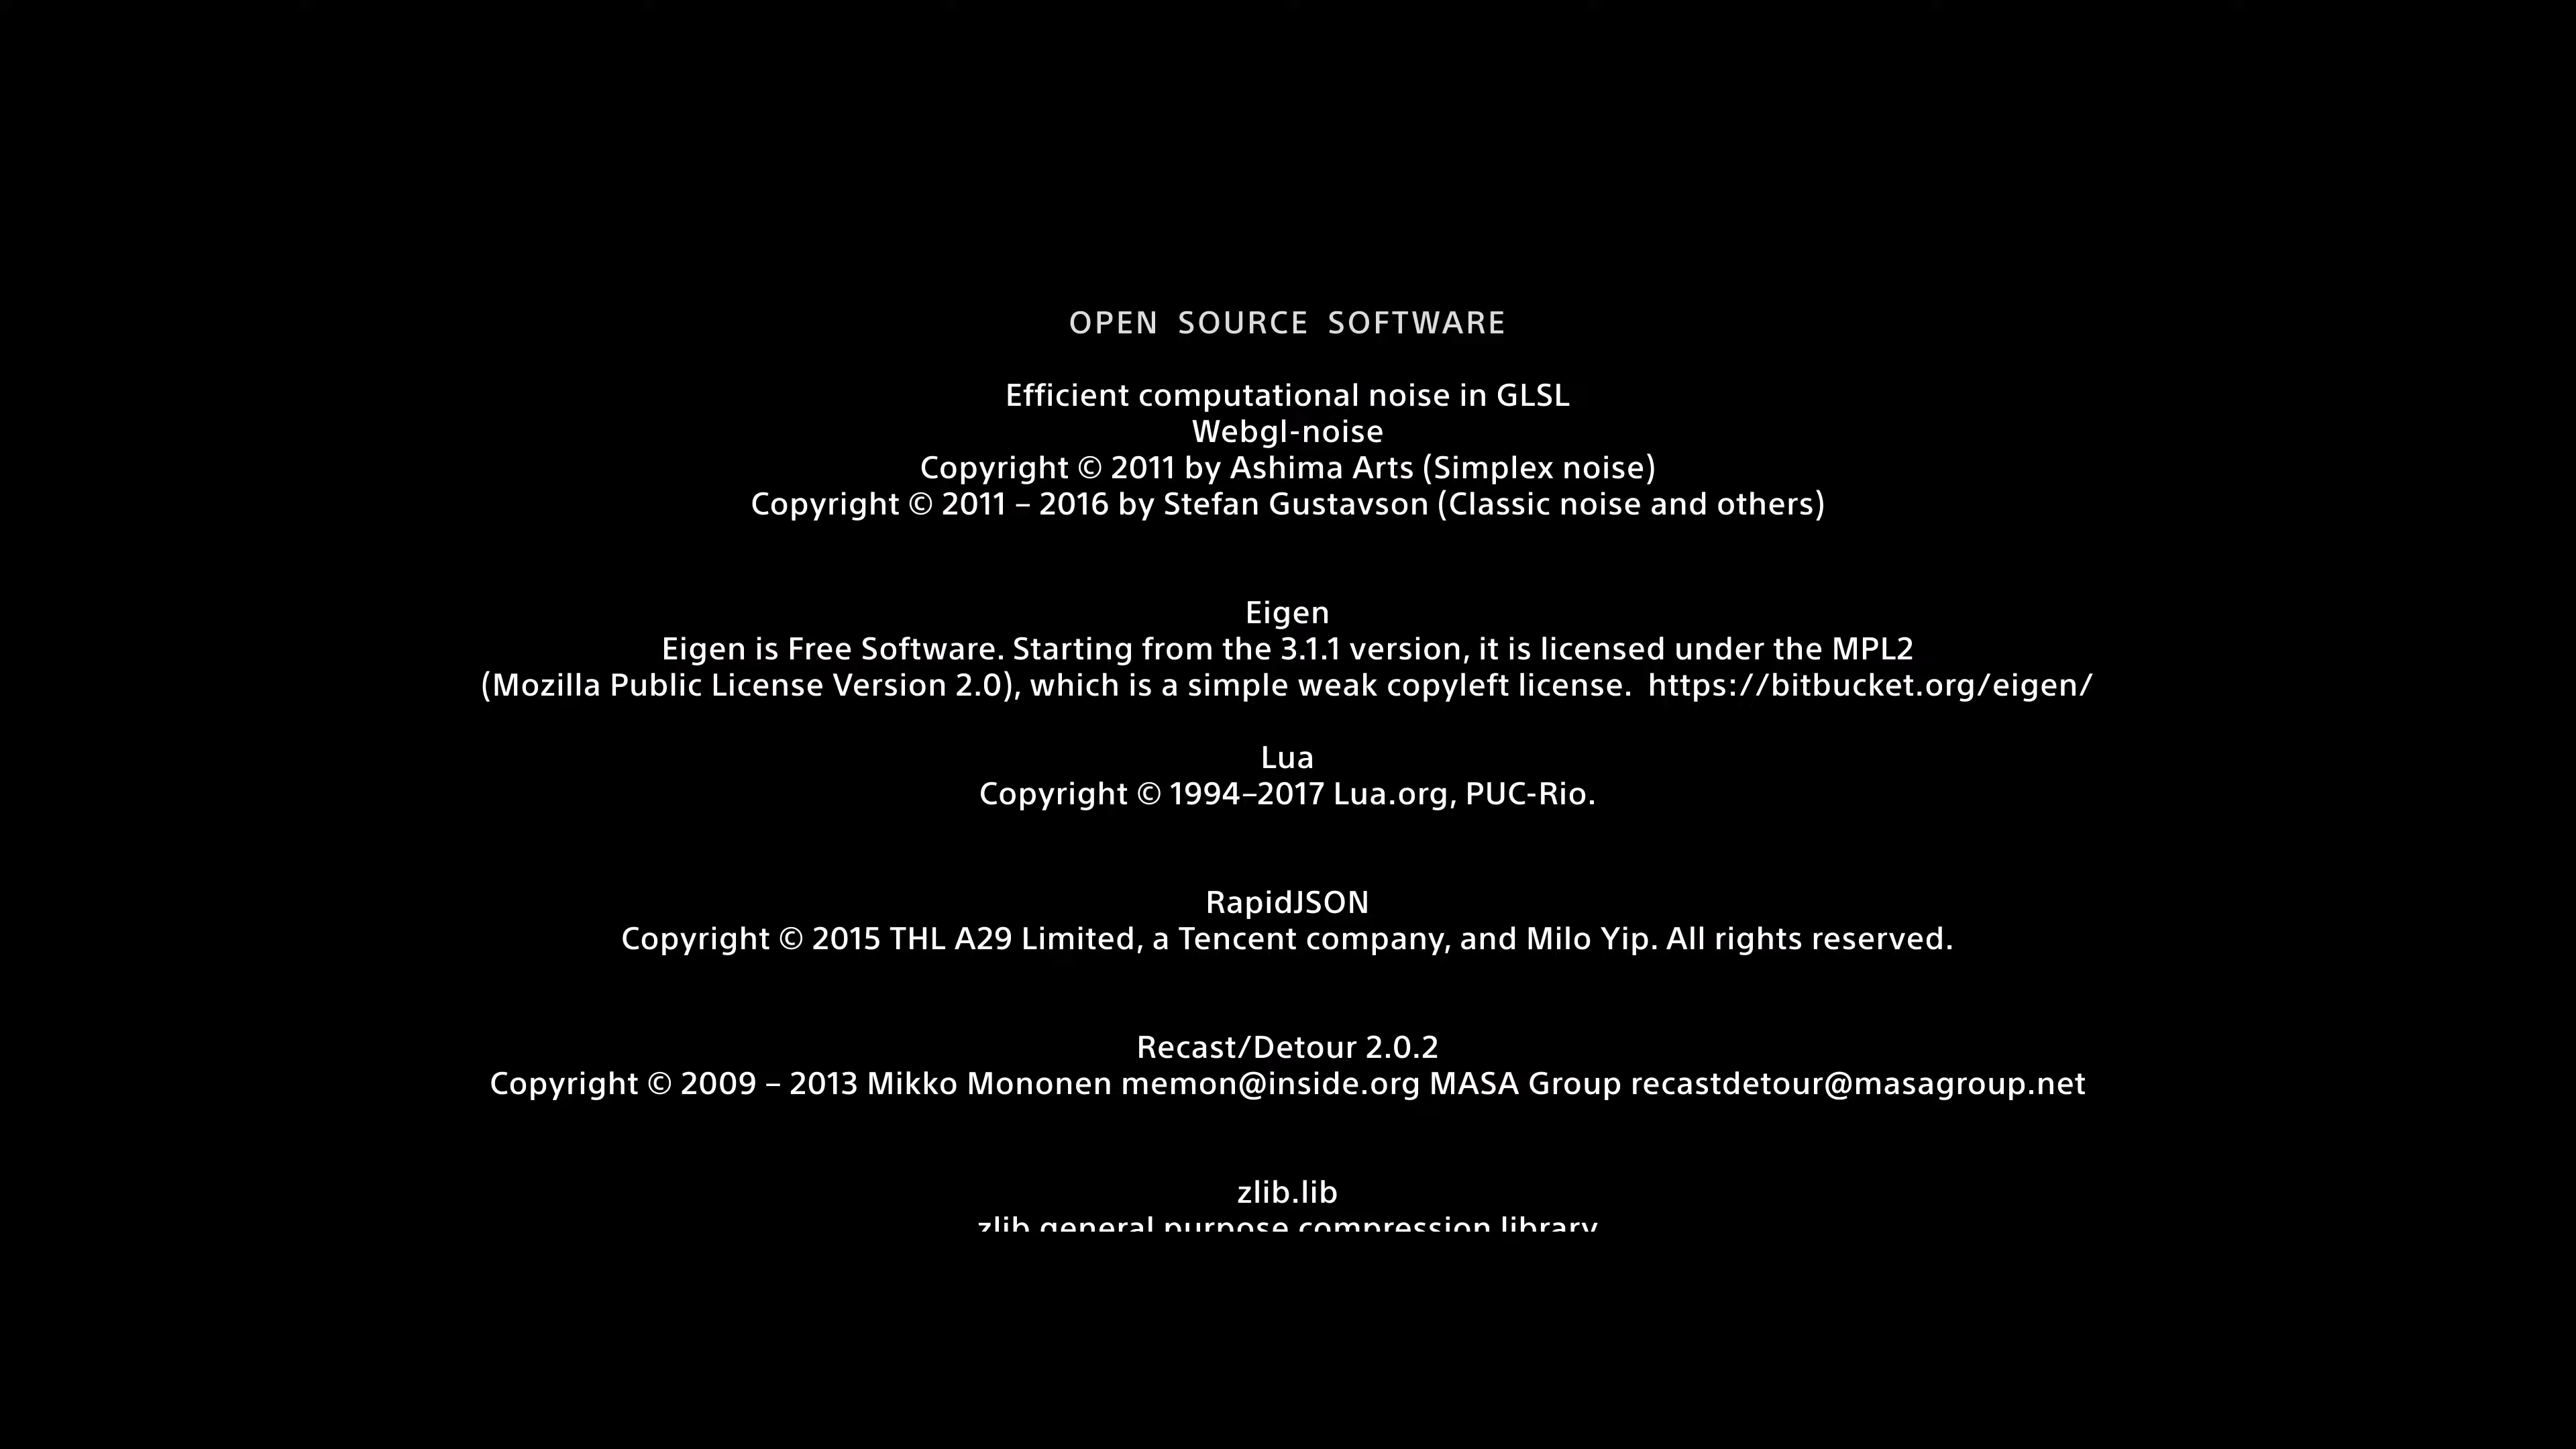 OPEN SOURCE SOFTWARE
Efficient computational noise in GLSL
Webgl-noise
Copyright © 2011 by Ashima Arts (Simplex noise)
Copyright © 2011 – 2016 by Stefan Gustavson (Classic noise and others)
Eigen
Eigen is Free Software. Starting from the 3.1.1 version, it is licensed under the MPL2
(Mozilla Public License Version 2.0), which is a simple weak copyleft license.  https://bitbucket.org/eigen/
Lua
Copyright © 1994–2017 Lua.org, PUC-Rio.
RapidJSON
Copyright © 2015 THL A29 Limited, a Tencent company, and Milo Yip. All rights reserved.
Recast/Detour 2.0.2
Copyright © 2009 – 2013 Mikko Mononen memon@inside.org MASA Group recastdetour@masagroup.net
zlib.lib
zlib general purpose compression library